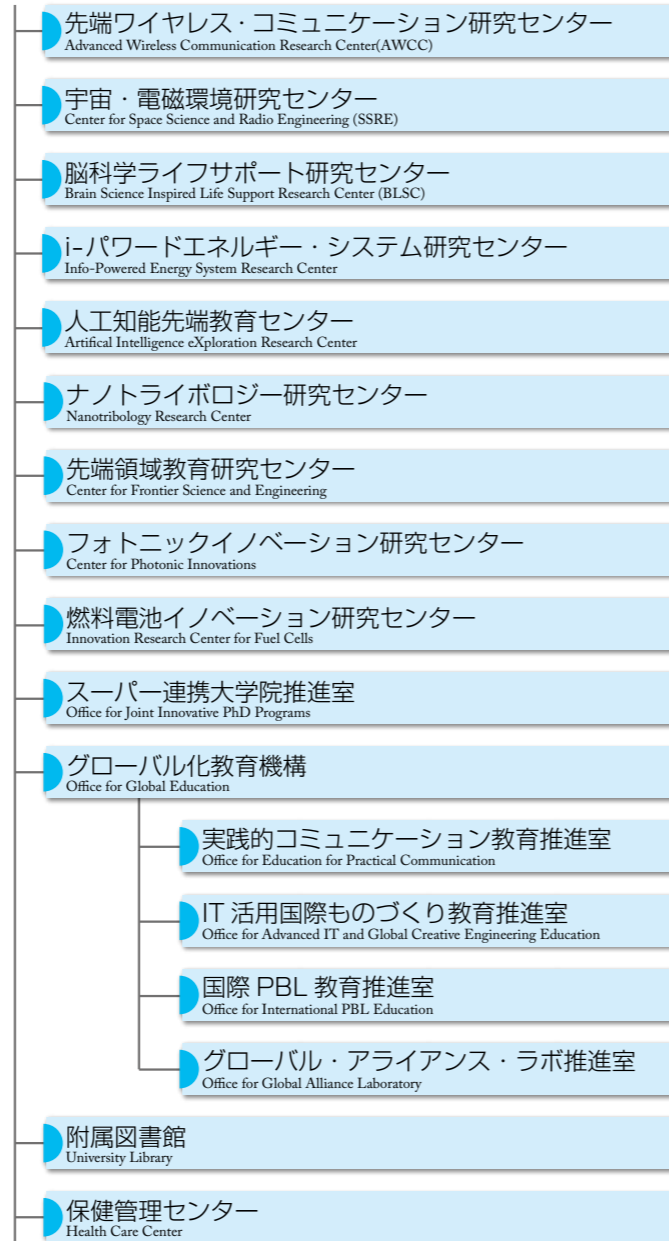 先端ワイヤレス・コミュニケーション研究センター
Advanced Wireless Communication Research Center(AWCC)
宇宙・電磁環境研究センター
Center for Space Science and Radio Engineering (SSRE)
脳科学ライフサポート研究センター
Brain Science Inspired Life Support Research Center (BLSC)
i-パワードエネルギー・システム研究センター
Info-Powered Energy System Research Center
人工知能先端教育センター
Artifical Intelligence eXploration Research Center
ナノトライボロジー研究センター
Nanotribology Research Center
先端領域教育研究センター
Center for Frontier Science and Engineering
フォトニックイノベーション研究センター
Center for Photonic Innovations
燃料電池イノベーション研究センター
Innovation Research Center for Fuel Cells
スーパー連携大学院推進室
Office for Joint Innovative PhD Programs
グローバル化教育機構
Office for Global Education
実践的コミュニケーション教育推進室
Office for Education for Practical Communication
IT 活用国際ものづくり教育推進室
Office for Advanced IT and Global Creative Engineering Education
国際 PBL 教育推進室
Office for International PBL Education
グローバル・アライアンス・ラボ推進室
Office for Global Alliance Laboratory
附属図書館
University Library
保健管理センター
Health Care Center